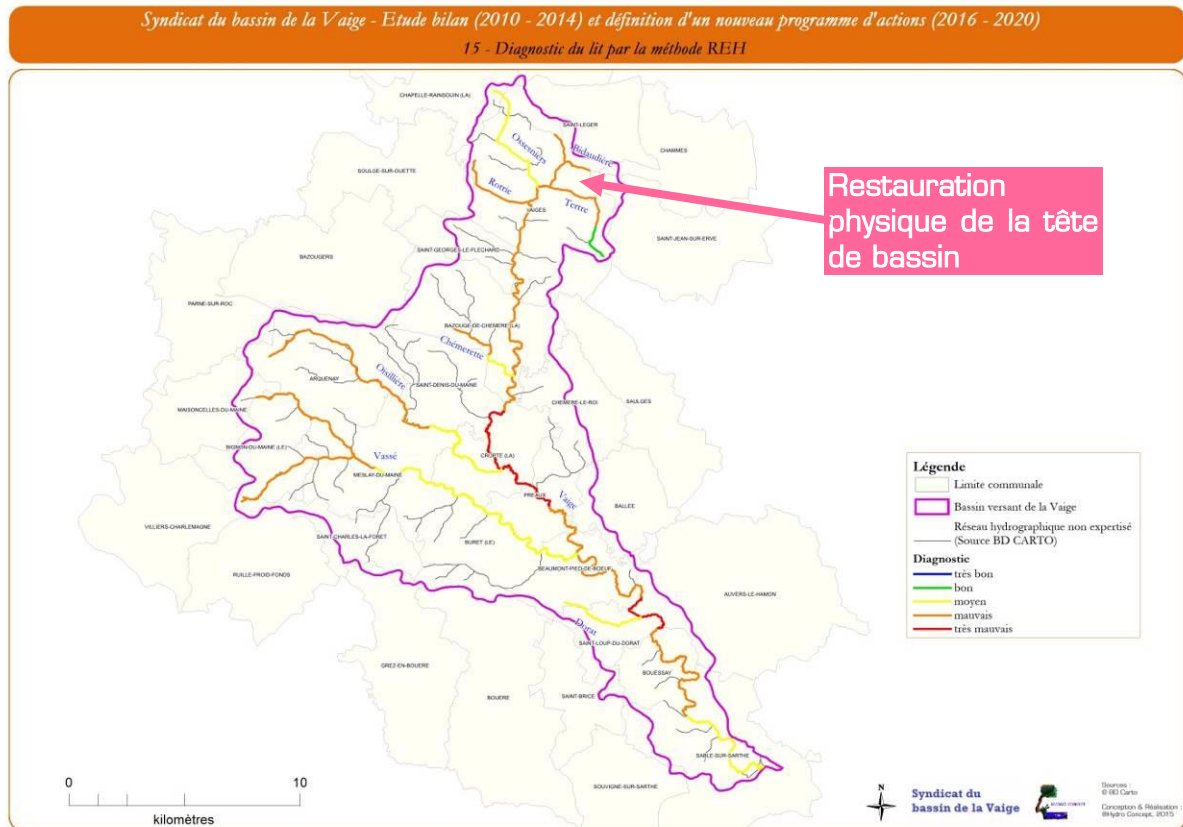 Syndicat du bassin de la Vaige - Etude bilan (2010 - 2014) et définition d'un nouveau programme d'actions (2016 - 2020)
15 - Diagnostic du lit par la méthode REH
CHAPELLE-RAINSOUIN (LA)
SAINT-LEGER
CHAMMES
Ossesniers
Bidaudière
SOULGE-SUR-OUETTE
Rorrie
Tertre
VAIGES
Restauration
physique de la tête
de bassin
SAINT-JEAN-SUR-ERVE
SAINT-GEORGES-LE-FLECHARD
BAZOUGERS
PARNE-SUR-ROC
BAZOUGE-DE-CHEMERE (LA)
Chémerette
Oisillière
ARQUENAY
SAINT-DENIS-DU-MAINE
CHEMERE-LE-ROI
SAULGES
MAISONCELLES-DU-MAINE
BIGNON-DU-MAINE (LE)
Vassé
CROPTE (LA)
MESLAY-DU-MAINE
PREAUX
Vaige
BALLEE
VILLIERS-CHARLEMAGNE
SAINT-CHARLES-LA-FORET
BURET (LE)
RUILLE-FROID-FONDS
BEAUMONT-PIED-DE-BOEUF
AUVERS-LE-HAMON
Dorat
SAINT-LOUP-DU-DORAT
GREZ-EN-BOUERE
BOUESSAY
BOUERE
SAINT-BRICE
SABLE-SUR-SARTHE
SOUVIGNE-SUR-SARTHE
Légende
Limite communale
Bassin versant de la Vaige
Réseau hydrographique non expertisé
(Source BD CARTO)
Diagnostic
très bon
bon
moyen
mauvais
très mauvais
0
10
kilomètres
N
Syndicat du
bassin de la Vaige
HYDRO CONCEPT
Sources :
© BD Carto
Conception & Réalisation :
©Hydro Concept, 2015